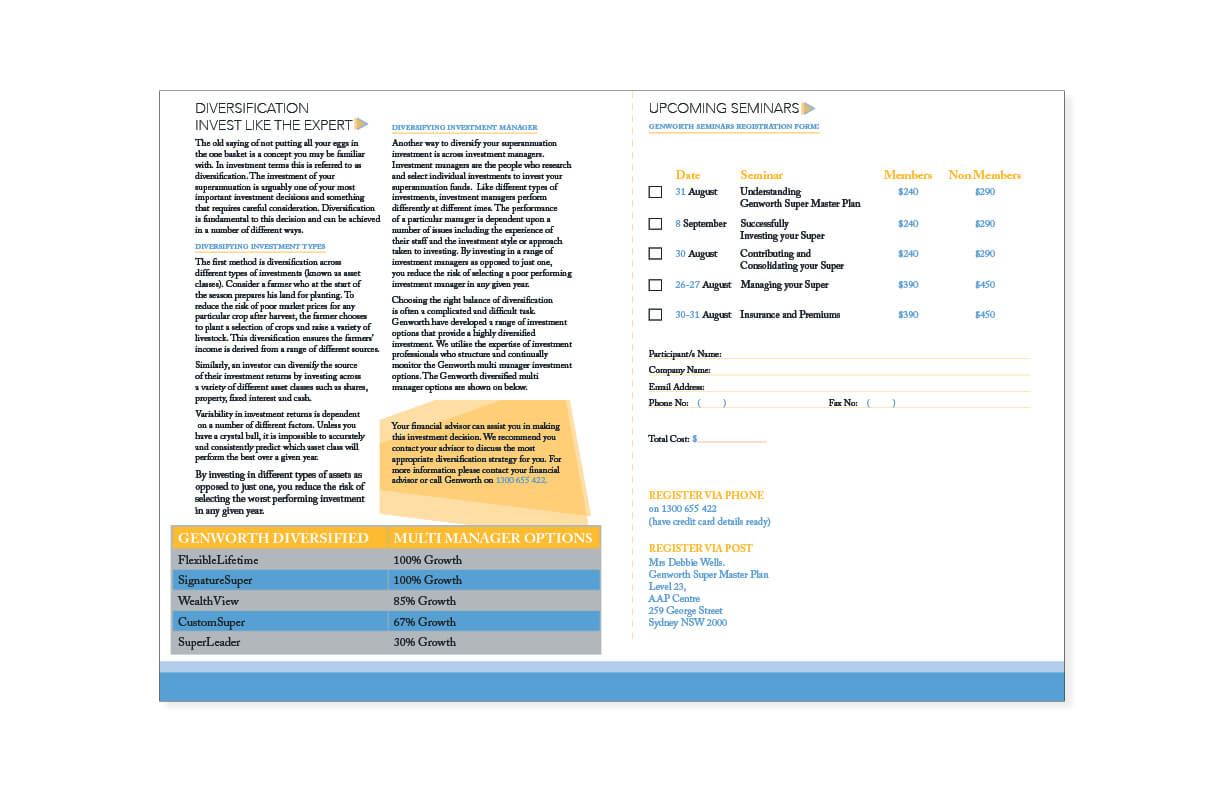 DIVERSIFICATION
INVEST LIKE THE EXPERT
The old saying of not putting all your eggs in
the one basket is a concept you may be familiar
with. In investment terms this is referred to as
diversification. The investment of your
superannuation is arguably one of your most
important investment decisions and something
that requires careful consideration. Diversification
is fundamental to this decision and can be achieved
in a number of different ways.
DIVERSIFYING INVESTMENT TYPES
The first method is diversification across
different types of investments (known as asset
classes). Consider a farmer who at the start of
the season prepares his land for planting. To
reduce the risk of poor market prices for any
particular crop after harvest, the farmer chooses
to plant a selection of crops and raise a variety of
livestock. This diversification ensures the farmers'
income is derived from a range of different sources.
Similarly, an investor can diversify the source
of their investment returns by investing across
a variety of different asset classes such as shares,
property, fixed interest and cash.
Variability in investment returns is dependent
on a number of different factors. Unless you
have a crystal ball, it is impossible to accurately
and consistently predict which asset class will
perform the best over a given year.
By investing in different types of assets as
opposed to just one, you reduce the risk of
selecting the worst performing investment
in any given year.
DIVERSIFYING INVESTMENT MANAGER
Another way to diversify your superannuation
investment is across investment managers.
Investment managers are the people who research
and select individual investments to invest your
superannuation funds. Like different types of
investments, investment managers perform
differently at different imes. The performance
of a particular manager is dependent upon a
number of issues including the experience of
their staff and the investment style or approach
taken to investing. By investing in a range of
investment managers as opposed to just one,
you reduce the risk of selecting a poor performing
investment manager in any given year.
Choosing the right balance of diversification
is often a complicated and difficult task.
Genworth have developed a range of investment
options that provide a highly diversified
investment. We utilise the expertise of investment
professionals who structure and continually
monitor the Genworth multi manager investment
options. The Genworth diversified multi
manager options are shown on below.
Your financial advisor can assist you in making
this investment decision. We recommend you
contact your advisor to discuss the most
appropriate diversification strategy for you. For
more information please contact your financial
advisor or call Genworth on 1300 655 422.
GENWORTH DIVERSIFIED MULTI MANAGER OPTIONS
FlexibleLifetime 100% Growth
SignatureSuper 100% Growth
WealthView 85% Growth
CustomSuper 67% Growth
SuperLeader 30% Growth
UPCOMING SEMINARS
GENWORTH SEMINARS REGISTRATION FORM:
Date Seminar Members Non Members
31 August Understanding $240 $290
Genworth Super Master Plan
8 September Successfully $240 $290
Investing your Super
30 August Contributing and $240 $290
Consolidating your Super
26-27 August Managing your Super $390 $450
30-31 August Insurance and Premiums $390 $450
Participant/s Name:
Company Name:
Email Address:
Phone No: ( ) Fax No: ( )
Total Cost: $
REGISTER VIA PHONE
on 1300 655 422
(have credit card details ready)
REGISTER VIA POST
Mrs Debbie Wells.
Genworth Super Master Plan
Level 23,
AAP Centre
259 George Street
Sydney NSW 2000